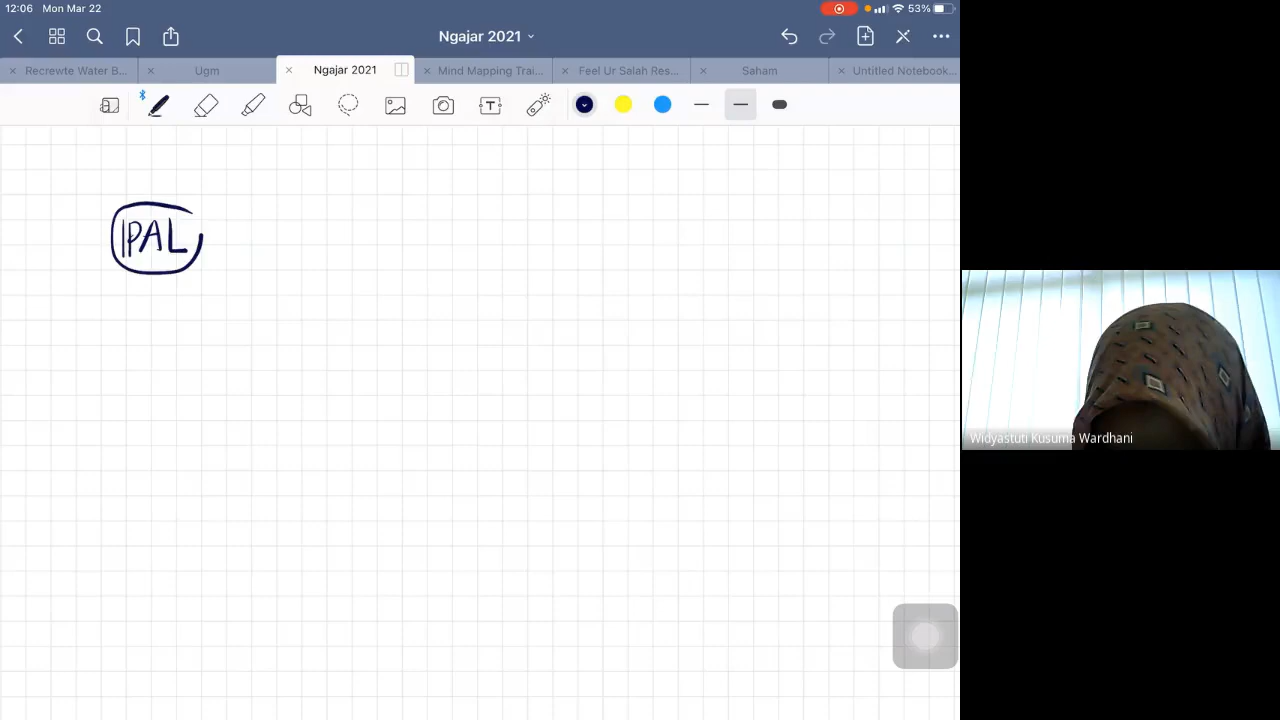 12:06 Mon Mar 22
53%
Ngajar 2021
Recrewte Water B...
Ugm
Ngajar 2021
Mind Mapping Trai...
Feel Ur Salah Res...
Saham
Untitled Notebook...
T
IPAL
Widyastuti Kusuma Wardhani